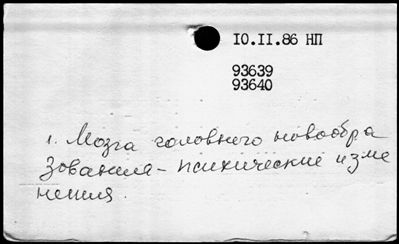 10.II.86 НП
93639
93640
1. Мозга головного новообра
зования – психические изме
нения.